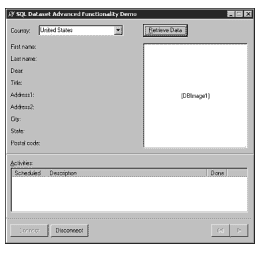 SQL Dataset Advanced Functionality Demo
Country: United States Retrieve Data
First name:
Last name:
Dear:
Title:
Address1: (DBImage1)
Address2:
City:
State:
Postal code:
Activities
Scheduled Description Done
Connect Disconnect